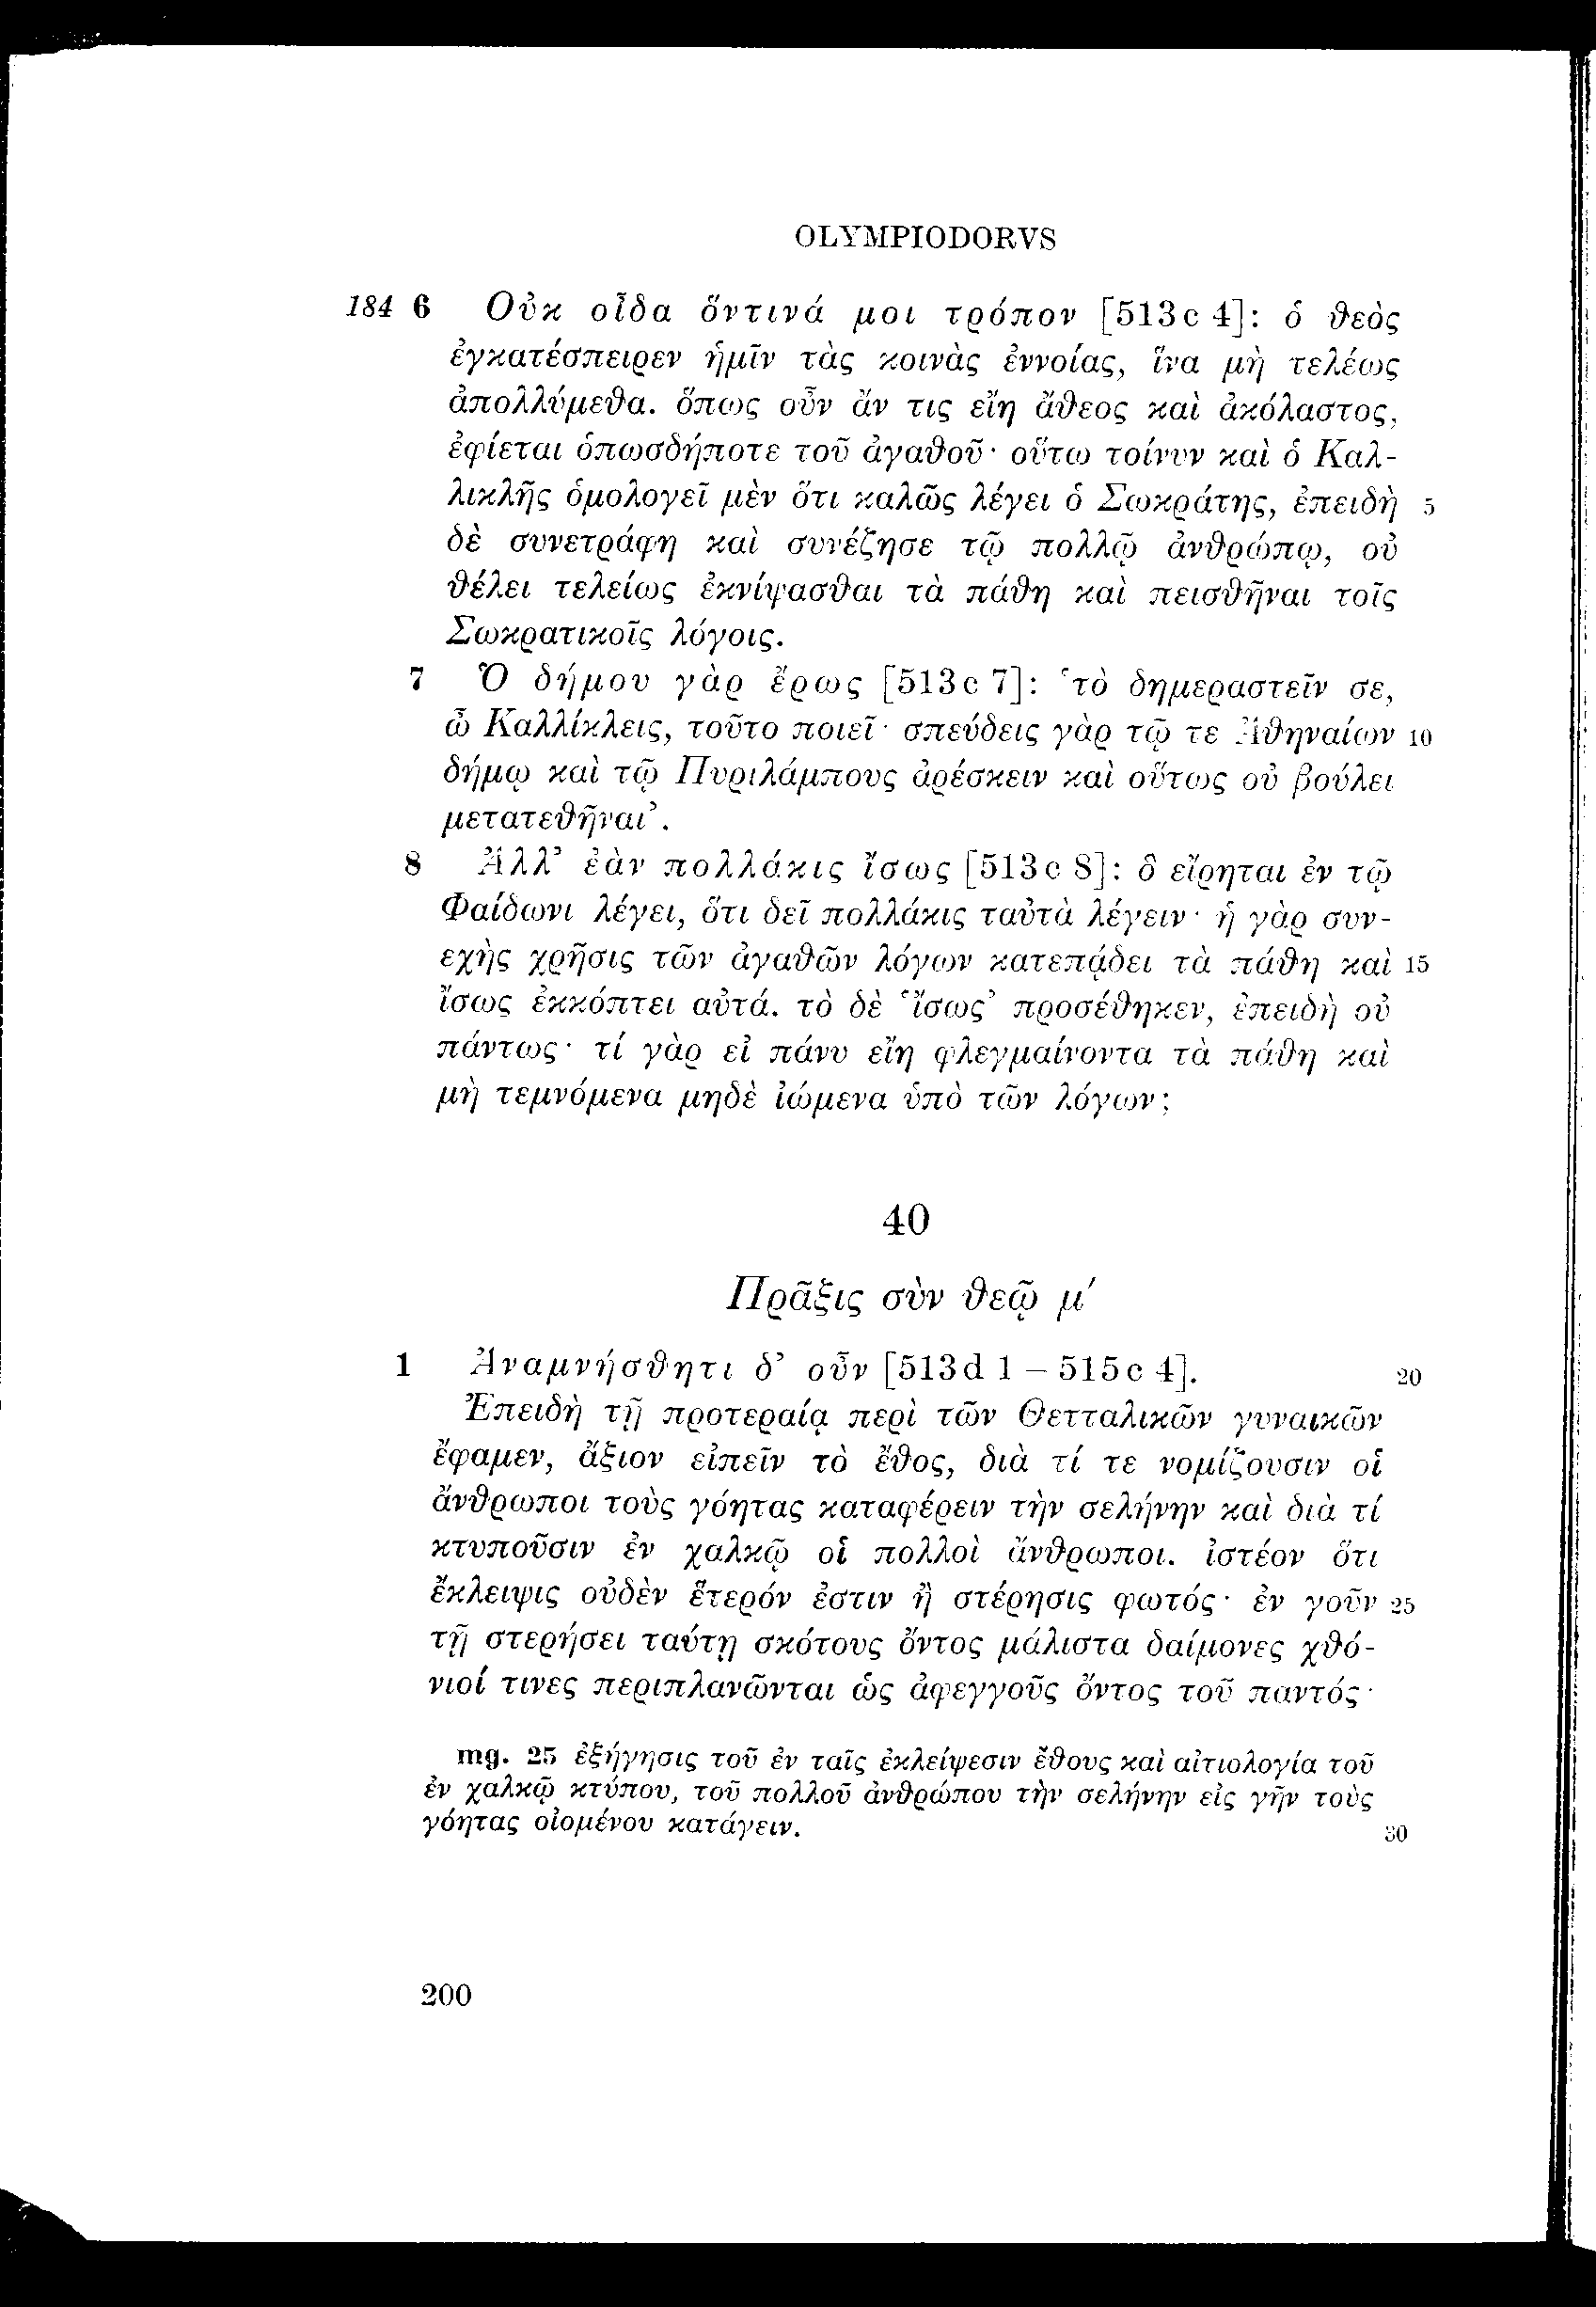 OLYMPIODORVS
184 6 Οὐκ οἶδα ὅντινά μοι τρόπον [513c 4]: ὁ θεὸς
ἐγκατέσπειρεν ἡμῖν τὰς κοινὰς ἐννοίας, ἵνα μὴ τελέως
ἀπολλύμεθα. ὅπως οὖν ἄν τις εἴη ἄθεος καὶ ἀκόλαστος,
ἐφίεται ὁπωσδήποτε τοῦ ἀγαθοῦ· οὕτω τοίνυν καὶ ὁ Καλ-
λικλῆς ὁμολογεῖ μὲν ὅτι καλῶς λέγει ὁ Σωκράτης, ἐπειδὴ 5
δὲ συνετράφη καὶ συνέζησε τῷ πολλῷ ἀνθρώπῳ, οὐ
θέλει τελείως ἐκνίψασθαι τὰ πάθη καὶ πεισθῆναι τοῖς
Σωκρατικοῖς λόγοις.
7 Ὁ δήμου γὰρ ἔρως [513c 7]: ‘τὸ δημεραστεῖν σε,
ὦ Καλλίκλεις, τοῦτο ποιεῖ· σπεύδεις γὰρ τῷ τε Ἀθηναίων 10
δήμῳ καὶ τῷ Πυριλάμπους ἀρέσκειν καὶ οὕτως οὐ βούλει
μετατεθῆναι’.
8 Ἀλλ’ ἐὰν πολλάκις ἴσως [513c 8]: ὃ εἴρηται ἐν τῷ
Φαίδωνι λέγει, ὅτι δεῖ πολλάκις ταὐτὰ λέγειν· ἡ γὰρ συν-
εχὴς χρῆσις τῶν ἀγαθῶν λόγων κατεπᾴδει τὰ πάθη καὶ 15
ἴσως ἐκκόπτει αὐτά. τὸ δὲ ‘ἴσως’ προσέθηκεν, ἐπειδὴ οὐ
πάντως· τί γὰρ εἰ πάνυ εἴη φλεγμαίνοντα τὰ πάθη καὶ
μὴ τεμνόμενα μηδὲ ἰώμενα ὑπὸ τῶν λόγων;
40
Πρᾶξις σὺν θεῷ μʹ
1 Ἀναμνήσθητι δ’ οὖν [513d 1 – 515c 4]. 20
Ἐπειδὴ τῇ προτεραίᾳ περὶ τῶν Θετταλικῶν γυναικῶν
ἔφαμεν, ἄξιον εἰπεῖν τὸ ἔθος, διὰ τί τε νομίζουσιν οἱ
ἄνθρωποι τοὺς γόητας καταφέρειν τὴν σελήνην καὶ διὰ τί
κτυποῦσιν ἐν χαλκῷ οἱ πολλοὶ ἄνθρωποι. ἰστέον ὅτι
ἔκλειψις οὐδὲν ἕτερόν ἐστιν ἢ στέρησις φωτός· ἐν γοῦν 25
τῇ στερήσει ταύτῃ σκότους ὄντος μάλιστα δαίμονες χθό-
νιοί τινες περιπλανῶνται ὡς ἀφεγγοῦς ὄντος τοῦ παντός·
mg. 25 ἐξήγησις τοῦ ἐν ταῖς ἐκλείψεσιν ἔθους καὶ αἰτιολογία τοῦ
ἐν χαλκῷ κτύπου, τοῦ πολλοῦ ἀνθρώπου τὴν σελήνην εἰς γῆν τοὺς
γόητας οἰομένου κατάγειν. 30
200